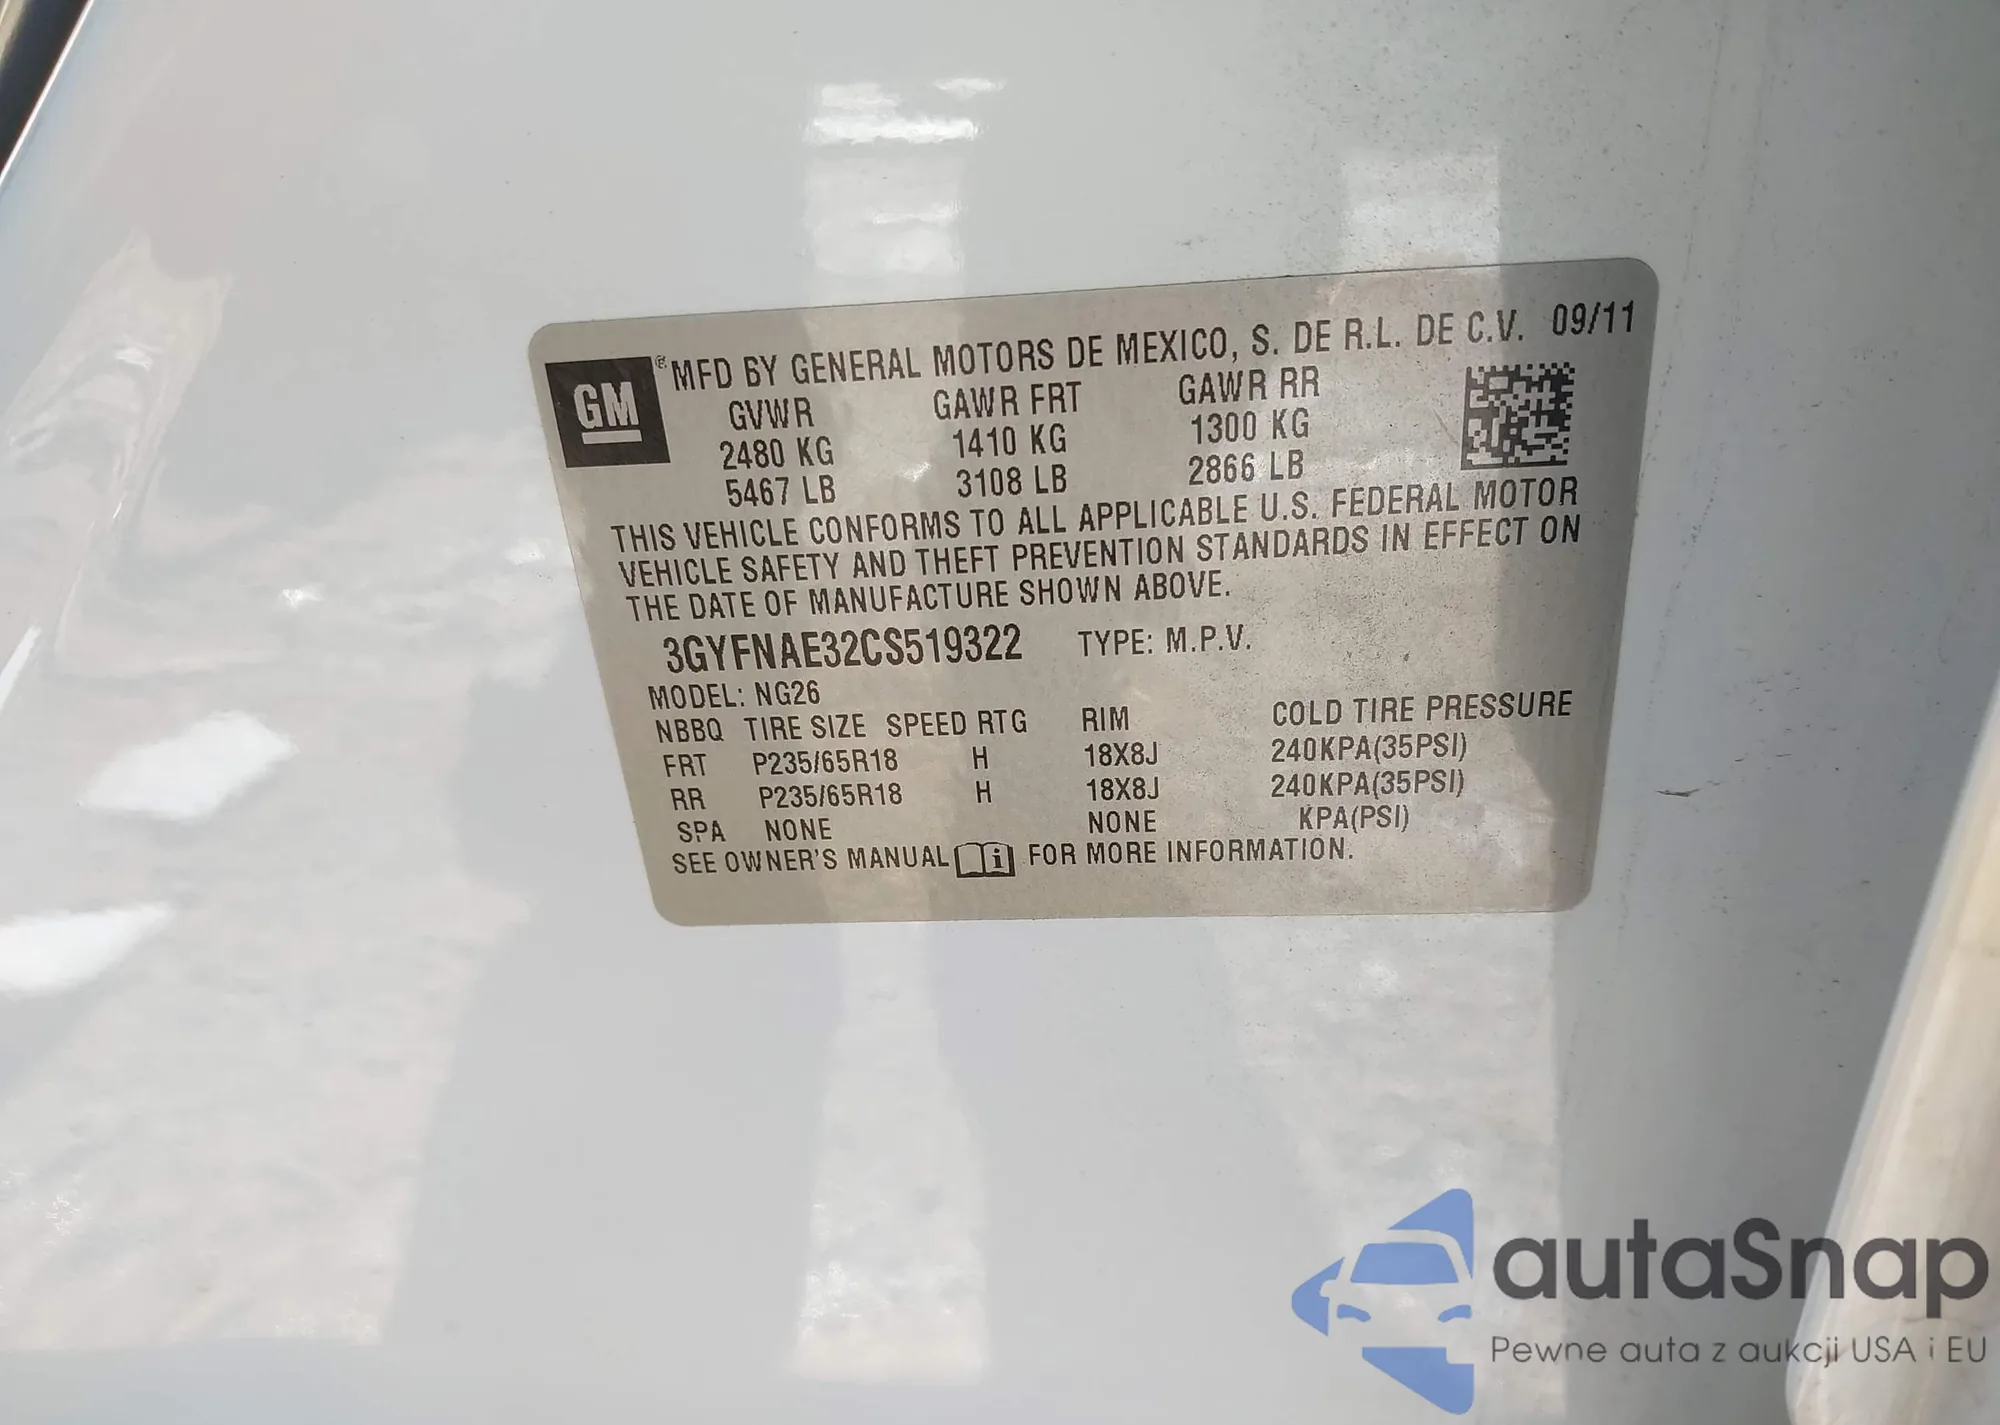 GM ® MFD BY GENERAL MOTORS DE MEXICO, S. DE R.L. DE C.V. 09/11
GVWR GAWR FRT GAWR RR
2480 KG 1410 KG 1300 KG
5467 LB 3108 LB 2866 LB
THIS VEHICLE CONFORMS TO ALL APPLICABLE U.S. FEDERAL MOTOR
VEHICLE SAFETY AND THEFT PREVENTION STANDARDS IN EFFECT ON
THE DATE OF MANUFACTURE SHOWN ABOVE.
3GYFNAE32CS519322 TYPE: M.P.V.
MODEL: NG26
NBBQ TIRE SIZE SPEED RTG RIM COLD TIRE PRESSURE
FRT P235/65R18 H 18X8J 240KPA(35PSI)
RR P235/65R18 H 18X8J 240KPA(35PSI)
SPA NONE NONE KPA(PSI)
SEE OWNER'S MANUAL i FOR MORE INFORMATION.
autaSnap
Pewne auta z aukcji USA i EU